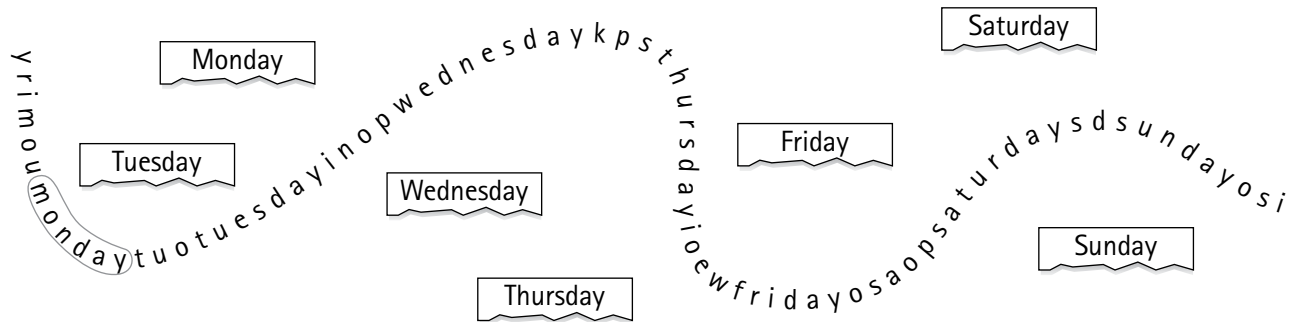 yrimoumondaytuotuesdayinopwednesdaykpsthursdayioewfridayosaopsaturdaysdsundayosi
Monday
Tuesday
Wednesday
Thursday
Friday
Saturday
Sunday